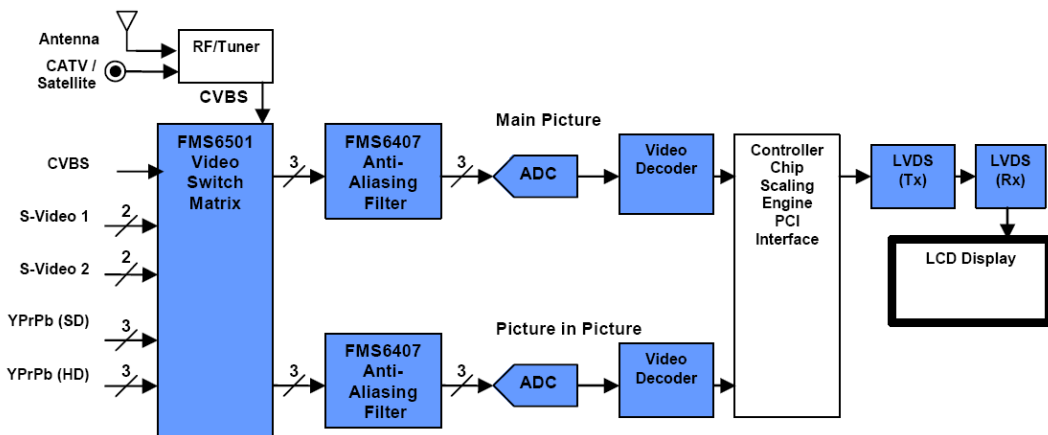 Antenna
CATV /
Satellite
RF/Tuner
CVBS
CVBS
S-Video 1
2
S-Video 2
2
YPrPb (SD)
3
YPrPb (HD)
3
FMS6501
Video
Switch
Matrix
3
FMS6407
Anti-
Aliasing
Filter
3
Main Picture
ADC
Video
Decoder
3
FMS6407
Anti-
Aliasing
Filter
3
Picture in Picture
ADC
Video
Decoder
Controller
Chip
Scaling
Engine
PCI
Interface
LVDS
(Tx)
LVDS
(Rx)
LCD Display